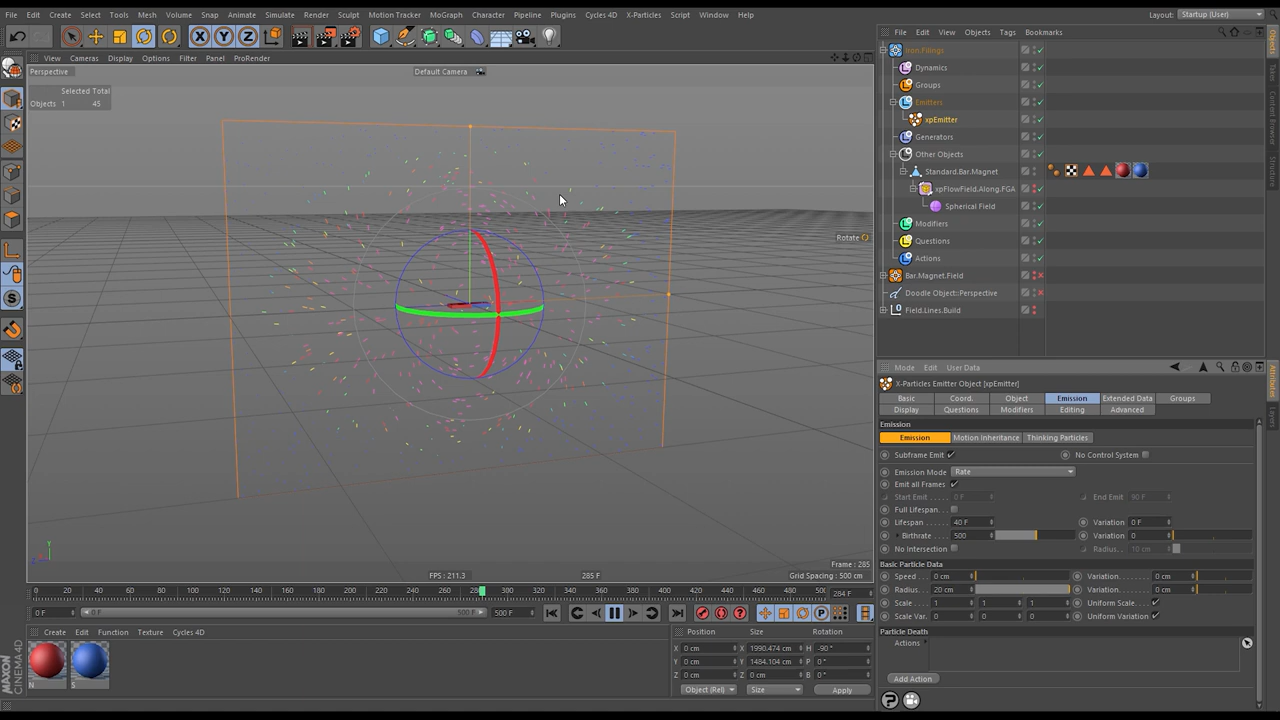 File Edit Create Select Tools Mesh Volume Snap Animate Simulate Render Sculpt Motion Tracker MoGraph Character Pipeline Plugins Cycles 4D X-Particles Script Window Help Layout: Startup (User)
X Y Z
File Edit View Objects Tags Bookmarks
View Cameras Display Options Filter Panel ProRender
Perspective
Default Camera
Selected Total
Objects 1 45
Rotate
Iron.Filings
Dynamics
Groups
Emitters
xpEmitter
Generators
Other Objects
Standard.Bar.Magnet
xpFlowField.Along.FGA
Spherical Field
Modifiers
Questions
Actions
Bar.Magnet.Field
Doodle Object::Perspective
Field.Lines.Build
Objects
Takes
Content Browser
Structure
Mode Edit User Data
X-Particles Emitter Object [xpEmitter]
Basic Coord. Object Emission Extended Data Groups
Display Questions Modifiers Editing Advanced
Emission
Emission Motion Inheritance Thinking Particles
Subframe Emit No Control System
Emission Mode Rate
Emit all Frames
Start Emit 0 F End Emit 90 F
Full Lifespan
Lifespan 40 F Variation 0 F
Birthrate 500 Variation 0
No Intersection Radius 10 cm
Basic Particle Data
Speed 0 cm Variation 0 cm
Radius 20 cm Variation 0 cm
Scale 1 1 1 Uniform Scale
Scale Var. 0 0 0 Uniform Variation
Particle Death
Actions
Add Action
Attributes
Layers
Y
FPS : 211.3 285 F Frame : 285 Grid Spacing : 500 cm
0 20 40 60 80 100 120 140 160 180 200 220 240 260 280 300 320 340 360 380 400 420 440 460 480 500 284 F
0 F 0 F 500 F 500 F
Create Edit Function Texture Cycles 4D
N S
Position Size Rotation
X 0 cm X 1990.474 cm H -90 °
Y 0 cm Y 1484.104 cm P 0 °
Z 0 cm Z 0 cm B 0 °
Object (Rel) Size Apply
MAXON CINEMA 4D